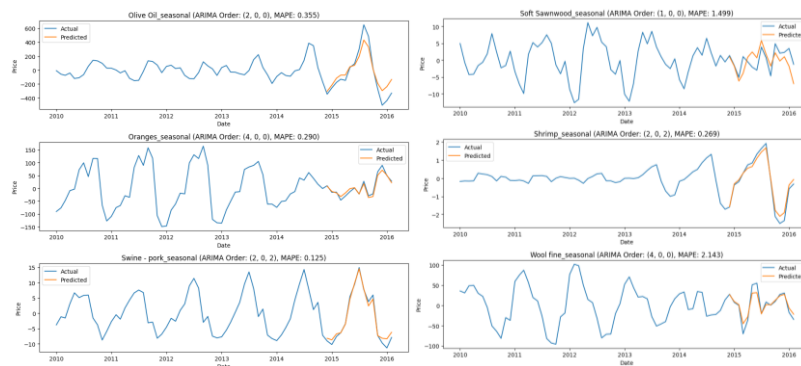 Olive Oil_seasonal (ARIMA Order: (2, 0, 0), MAPE: 0.355)
600
400
200
0
−200
−400
Price
Actual
Predicted
2010 2011 2012 2013 2014 2015 2016
Date
Oranges_seasonal (ARIMA Order: (4, 0, 0), MAPE: 0.290)
150
100
50
0
−50
−100
−150
Price
Actual
Predicted
2010 2011 2012 2013 2014 2015 2016
Date
Swine - pork_seasonal (ARIMA Order: (2, 0, 2), MAPE: 0.125)
15
10
5
0
−5
−10
Price
Actual
Predicted
2010 2011 2012 2013 2014 2015 2016
Date
Soft Sawnwood_seasonal (ARIMA Order: (1, 0, 0), MAPE: 1.499)
10
5
0
−5
−10
Price
Actual
Predicted
2010 2011 2012 2013 2014 2015 2016
Date
Shrimp_seasonal (ARIMA Order: (2, 0, 2), MAPE: 0.269)
2
1
0
−1
−2
Price
Actual
Predicted
2010 2011 2012 2013 2014 2015 2016
Date
Wool fine_seasonal (ARIMA Order: (4, 0, 0), MAPE: 2.143)
100
50
0
−50
−100
Price
Actual
Predicted
2010 2011 2012 2013 2014 2015 2016
Date